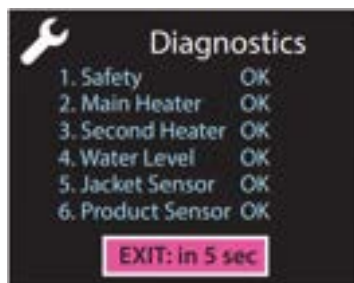 Diagnostics
1. Safety OK
2. Main Heater OK
3. Second Heater OK
4. Water Level OK
5. Jacket Sensor OK
6. Product Sensor OK
EXIT: in 5 sec